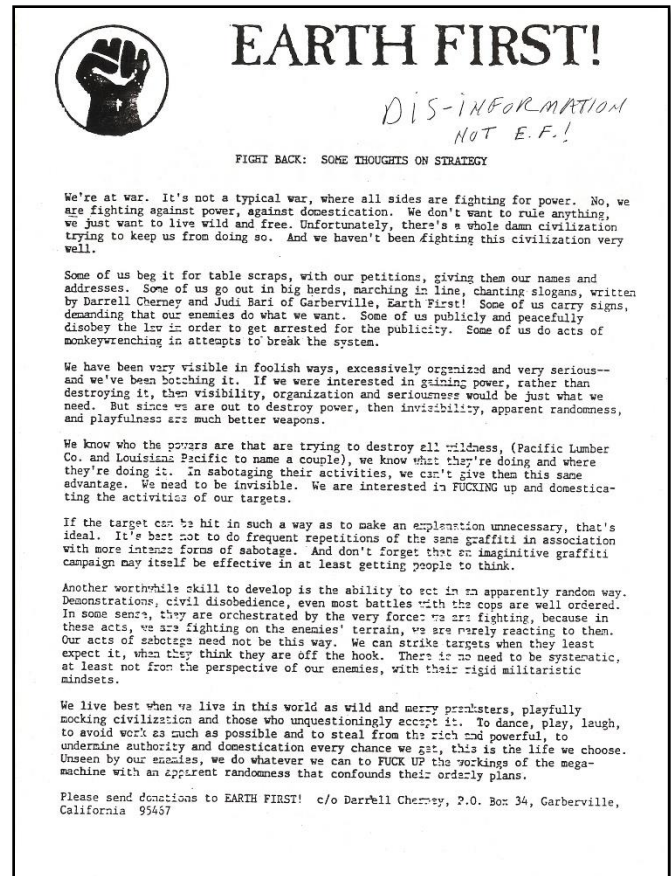 EARTH FIRST!
DIS-INFORMATION
NOT E.F.!
FIGHT BACK: SOME THOUGHTS ON STRATEGY
We're at war. It's not a typical war, where all sides are fighting for power. No, we
are fighting against power, against domestication. We don't want to rule anything,
we just want to live wild and free. Unfortunately, there's a whole damn civilization
trying to keep us from doing so. And we haven't been fighting this civilization very
well.
Some of us beg it for table scraps, with our petitions, giving them our names and
addresses. Some of us go out in big herds, marching in line, chanting slogans, written
by Darrell Cherney and Judi Bari of Garberville, Earth First! Some of us carry signs,
demanding that our enemies do what we want. Some of us publicly and peacefully
disobey the law in order to get arrested for the publicity. Some of us do acts of
monkeywrenching in attempts to break the system.
We have been very visible in foolish ways, excessively organized and very serious--
and we've been botching it. If we were interested in gaining power, rather than
destroying it, then visibility, organization and seriousness would be just what we
need. But since we are out to destroy power, then invisibility, apparent randomness,
and playfulness are much better weapons.
We know who the powers are that are trying to destroy all wildness, (Pacific Lumber
Co. and Louisiana Pacific to name a couple), we know what they're doing and where
they're doing it. In sabotaging their activities, we can't give them this same
advantage. We need to be invisible. We are interested in FUCKING up and domestica-
ting the activities of our targets.
If the target can be hit in such a way as to make an explanation unnecessary, that's
ideal. It's best not to do frequent repetitions of the same graffiti in association
with more intense forms of sabotage. And don't forget that an imaginitive graffiti
campaign may itself be effective in at least getting people to think.
Another worthwhile skill to develop is the ability to act in an apparently random way.
Demonstrations, civil disobedience, even most battles with the cops are well ordered.
In some sense, they are orchestrated by the very forces we are fighting, because in
these acts, we are fighting on the enemies' terrain, we are merely reacting to them.
Our acts of sabotage need not be this way. We can strike targets when they least
expect it, when they think they are off the hook. There is no need to be systematic,
at least not from the perspective of our enemies, with their rigid militaristic
mindsets.
We live best when we live in this world as wild and merry pranksters, playfully
mocking civilization and those who unquestioningly accept it. To dance, play, laugh,
to avoid work as much as possible and to steal from the rich and powerful, to
undermine authority and domestication every chance we get, this is the life we choose.
Unseen by our enemies, we do whatever we can to FUCK UP the workings of the mega-
machine with an apparent randomness that confounds their orderly plans.
Please send donations to EARTH FIRST! c/o Darrell Cherney, P.O. Box 34, Garberville,
California 95467